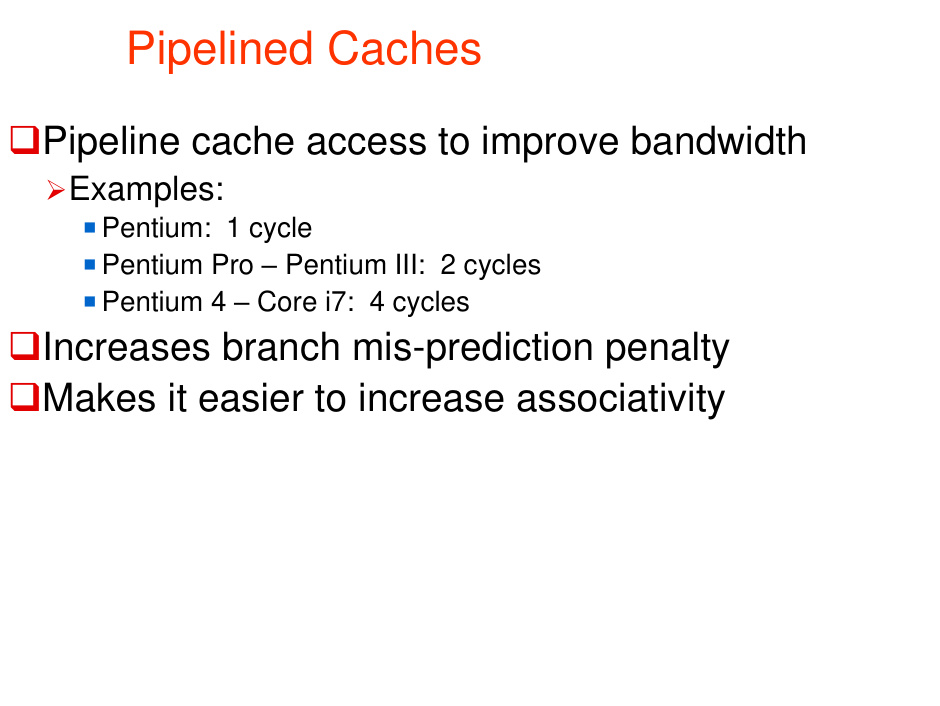 Pipelined Caches
Pipeline cache access to improve bandwidth
Examples:
Pentium: 1 cycle
Pentium Pro – Pentium III: 2 cycles
Pentium 4 – Core i7: 4 cycles
Increases branch mis-prediction penalty
Makes it easier to increase associativity